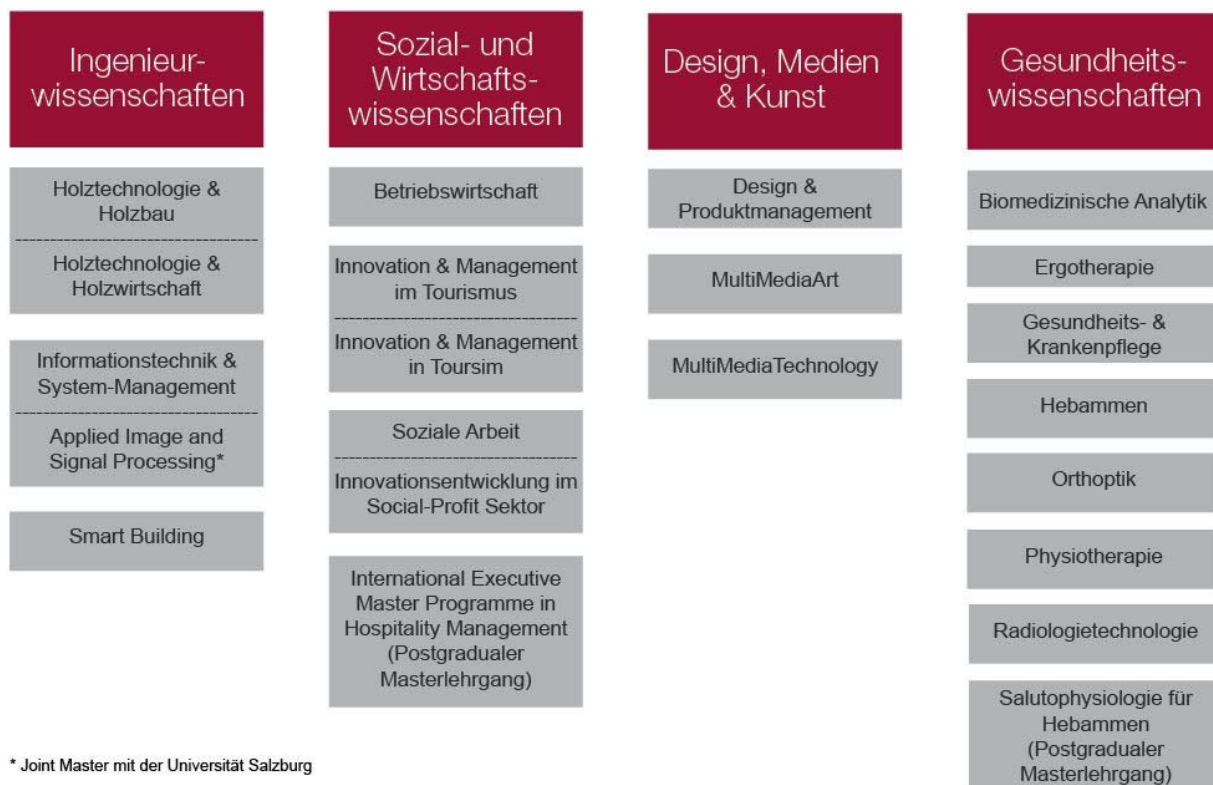 Ingenieur-
wissenschaften
Holztechnologie &
Holzbau
Holztechnologie &
Holzwirtschaft
Informationstechnik &
System-Management
Applied Image and
Signal Processing*
Smart Building
Sozial- und
Wirtschafts-
wissenschaften
Betriebswirtschaft
Innovation & Management
im Tourismus
Innovation & Management
in Toursim
Soziale Arbeit
Innovationsentwicklung im
Social-Profit Sektor
International Executive
Master Programme in
Hospitality Management
(Postgradualer
Masterlehrgang)
Design, Medien
& Kunst
Design &
Produktmanagement
MultiMediaArt
MultiMediaTechnology
Gesundheits-
wissenschaften
Biomedizinische Analytik
Ergotherapie
Gesundheits- &
Krankenpflege
Hebammen
Orthoptik
Physiotherapie
Radiologietechnologie
Salutophysiologie für
Hebammen
(Postgradualer
Masterlehrgang)
* Joint Master mit der Universität Salzburg